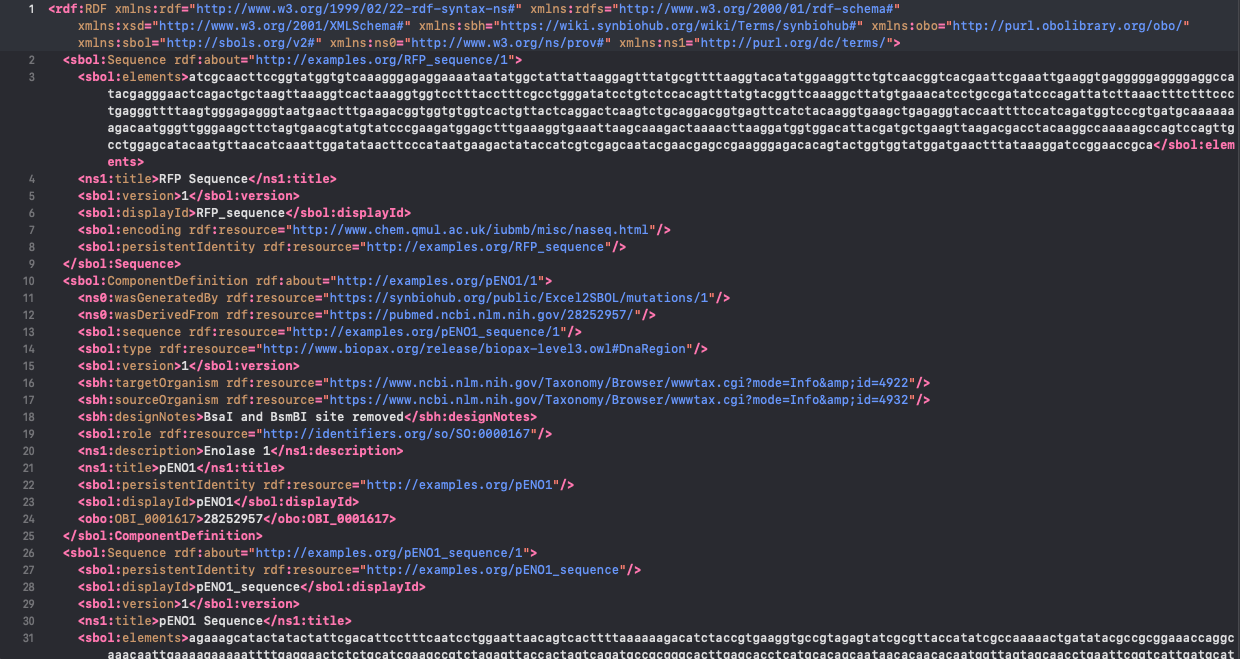 1 <rdf:RDF xmlns:rdf="http://www.w3.org/1999/02/22-rdf-syntax-ns#" xmlns:rdfs="http://www.w3.org/2000/01/rdf-schema#"
xmlns:xsd="http://www.w3.org/2001/XMLSchema#" xmlns:sbh="https://wiki.synbiohub.org/wiki/Terms/synbiohub#" xmlns:obo="http://purl.obolibrary.org/obo/"
xmlns:sbol="http://sbols.org/v2#" xmlns:ns0="http://www.w3.org/ns/prov#" xmlns:ns1="http://purl.org/dc/terms/">
2 <sbol:Sequence rdf:about="http://examples.org/RFP_sequence/1">
3 <sbol:elements>atcgcaacttccggtatggtgtcaaagggagaggaaaataatatggctattattaaggagtttatgcgttttaaggtacatatggaaggttctgtcaacggtcacgaattcgaaattgaaggtgagggggaggggaggcca
tacgagggaactcagactgctaagttaaaggtcactaaaggtggtcctttacctttcgcctgggatatcctgtctccacagtttatgtacggttcaaaggcttatgtgaaacatcctgccgatatcccagattatcttaaactttctttccc
tgagggttttaagtgggagagggtaatgaactttgaagacggtggtgtggtcactgttactcaggactcaagtctgcaggacggtgagttcatctacaaggtgaagctgagaggtaccaattttccatcagatggtcccgtgatgcaaaaaa
agacaatgggttgggaagcttctagtgaacgtatgtatcccgaagatggagctttgaaaggtgaaattaagcaaagactaaaacttaaggatggtggacattacgatgctgaagttaagacgacctacaaggccaaaaagccagtccagttg
cctggagcatacaatgttaacatcaaattggatataacttcccataatgaagactataccatcgtcgagcaatacgaacgagccgaagggagacacagtactggtggtatggatgaactttataaaggatccggaaccgca</sbol:elem
ents>
4 <ns1:title>RFP Sequence</ns1:title>
5 <sbol:version>1</sbol:version>
6 <sbol:displayId>RFP_sequence</sbol:displayId>
7 <sbol:encoding rdf:resource="http://www.chem.qmul.ac.uk/iubmb/misc/naseq.html"/>
8 <sbol:persistentIdentity rdf:resource="http://examples.org/RFP_sequence"/>
9 </sbol:Sequence>
10 <sbol:ComponentDefinition rdf:about="http://examples.org/pENO1/1">
11 <ns0:wasGeneratedBy rdf:resource="https://synbiohub.org/public/Excel2SBOL/mutations/1"/>
12 <ns0:wasDerivedFrom rdf:resource="https://pubmed.ncbi.nlm.nih.gov/28252957/"/>
13 <sbol:sequence rdf:resource="http://examples.org/pENO1_sequence/1"/>
14 <sbol:type rdf:resource="http://www.biopax.org/release/biopax-level3.owl#DnaRegion"/>
15 <sbol:version>1</sbol:version>
16 <sbh:targetOrganism rdf:resource="https://www.ncbi.nlm.nih.gov/Taxonomy/Browser/wwwtax.cgi?mode=Info&amp;id=4922"/>
17 <sbh:sourceOrganism rdf:resource="https://www.ncbi.nlm.nih.gov/Taxonomy/Browser/wwwtax.cgi?mode=Info&amp;id=4932"/>
18 <sbh:designNotes>BsaI and BsmBI site removed</sbh:designNotes>
19 <sbol:role rdf:resource="http://identifiers.org/so/SO:0000167"/>
20 <ns1:description>Enolase 1</ns1:description>
21 <ns1:title>pENO1</ns1:title>
22 <sbol:persistentIdentity rdf:resource="http://examples.org/pENO1"/>
23 <sbol:displayId>pENO1</sbol:displayId>
24 <obo:OBI_0001617>28252957</obo:OBI_0001617>
25 </sbol:ComponentDefinition>
26 <sbol:Sequence rdf:about="http://examples.org/pENO1_sequence/1">
27 <sbol:persistentIdentity rdf:resource="http://examples.org/pENO1_sequence"/>
28 <sbol:displayId>pENO1_sequence</sbol:displayId>
29 <sbol:version>1</sbol:version>
30 <ns1:title>pENO1 Sequence</ns1:title>
31 <sbol:elements>agaaagcatactatactattcgacattcctttcaatcctggaattaacagtcacttttaaaaaagacatctaccgtgaaggtgccgtagagtatcgcgttaccatatcgccaaaaactgatatacgccgcggaaaccaggc